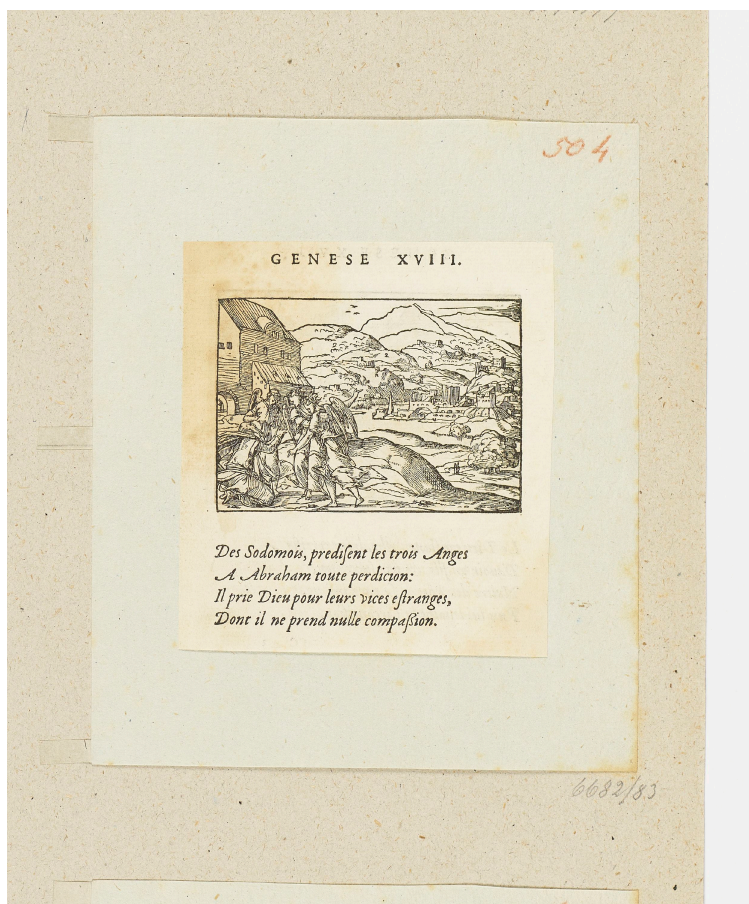 504
GENESE XVIII.
Des Sodomois, predisent les trois Anges
A Abraham toute perdicion:
Il prie Dieu pour leurs vices estranges,
Dont il ne prend nulle compassion.
6682/83